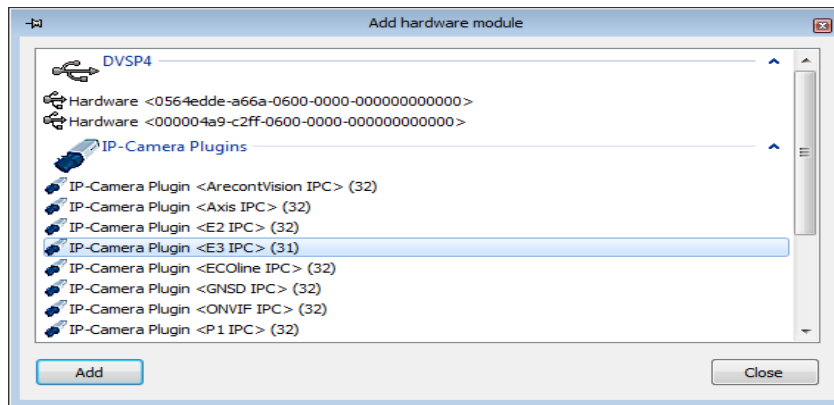 Add hardware module
DVSP4
Hardware <0564edde-a66a-0600-0000-000000000000>
Hardware <000004a9-c2ff-0600-0000-000000000000>
IP-Camera Plugins
IP-Camera Plugin <ArecontVision IPC> (32)
IP-Camera Plugin <Axis IPC> (32)
IP-Camera Plugin <E2 IPC> (32)
IP-Camera Plugin <E3 IPC> (31)
IP-Camera Plugin <ECOline IPC> (32)
IP-Camera Plugin <GNSD IPC> (32)
IP-Camera Plugin <ONVIF IPC> (32)
IP-Camera Plugin <P1 IPC> (32)
Add
Close